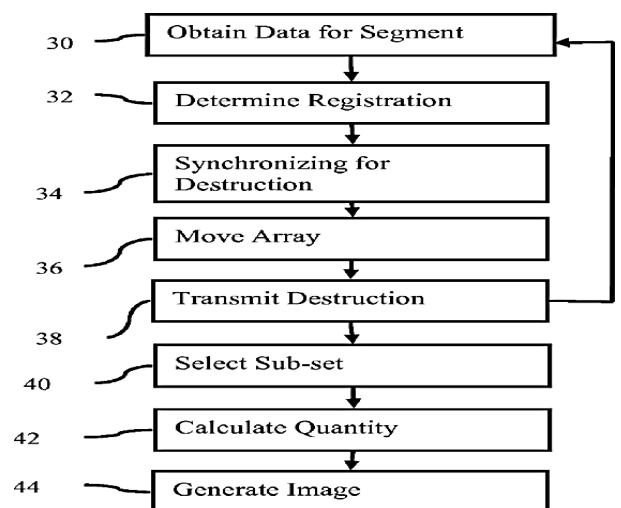 30
Obtain Data for Segment
32
Determine Registration
34
Synchronizing for
Destruction
36
Move Array
38
Transmit Destruction
40
Select Sub-set
42
Calculate Quantity
44
Generate Image